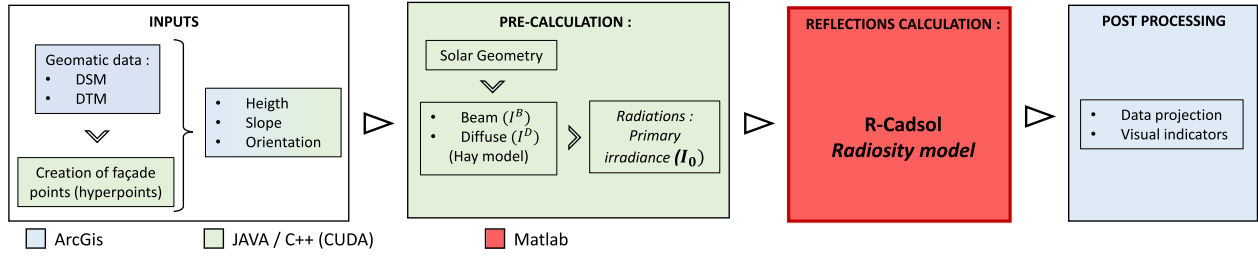 INPUTS
Geomatic data :
• DSM
• DTM
Creation of façade
points (hyperpoints)
• Heigth
• Slope
• Orientation
PRE-CALCULATION :
Solar Geometry
• Beam (I^B)
• Diffuse (I^D)
(Hay model)
Radiations :
Primary
irradiance (I₀)
REFLECTIONS CALCULATION :
R-Cadsol
Radiosity model
POST PROCESSING
• Data projection
• Visual indicators
ArcGis
JAVA / C++ (CUDA)
Matlab